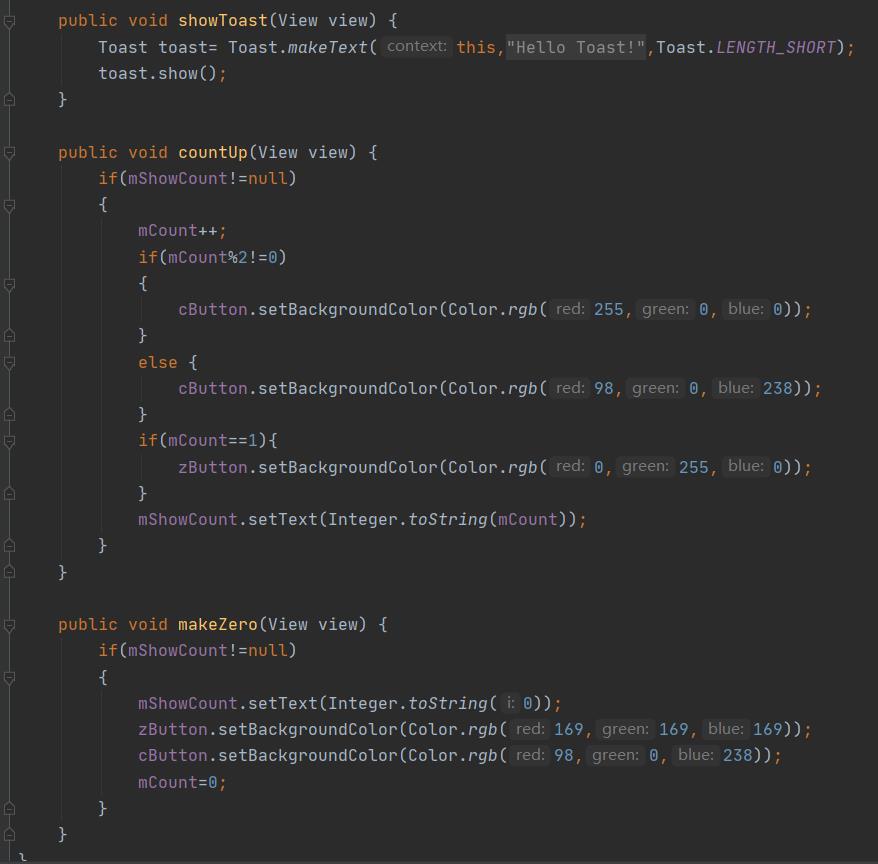 public void showToast(View view) {
Toast toast= Toast.makeText( context: this,"Hello Toast!",Toast.LENGTH_SHORT);
toast.show();
}
public void countUp(View view) {
if(mShowCount!=null)
{
mCount++;
if(mCount%2!=0)
{
cButton.setBackgroundColor(Color.rgb( red: 255, green: 0, blue: 0));
}
else {
cButton.setBackgroundColor(Color.rgb( red: 98, green: 0, blue: 238));
}
if(mCount==1){
zButton.setBackgroundColor(Color.rgb( red: 0, green: 255, blue: 0));
}
mShowCount.setText(Integer.toString(mCount));
}
}
public void makeZero(View view) {
if(mShowCount!=null)
{
mShowCount.setText(Integer.toString( i: 0));
zButton.setBackgroundColor(Color.rgb( red: 169, green: 169, blue: 169));
cButton.setBackgroundColor(Color.rgb( red: 98, green: 0, blue: 238));
mCount=0;
}
}
}